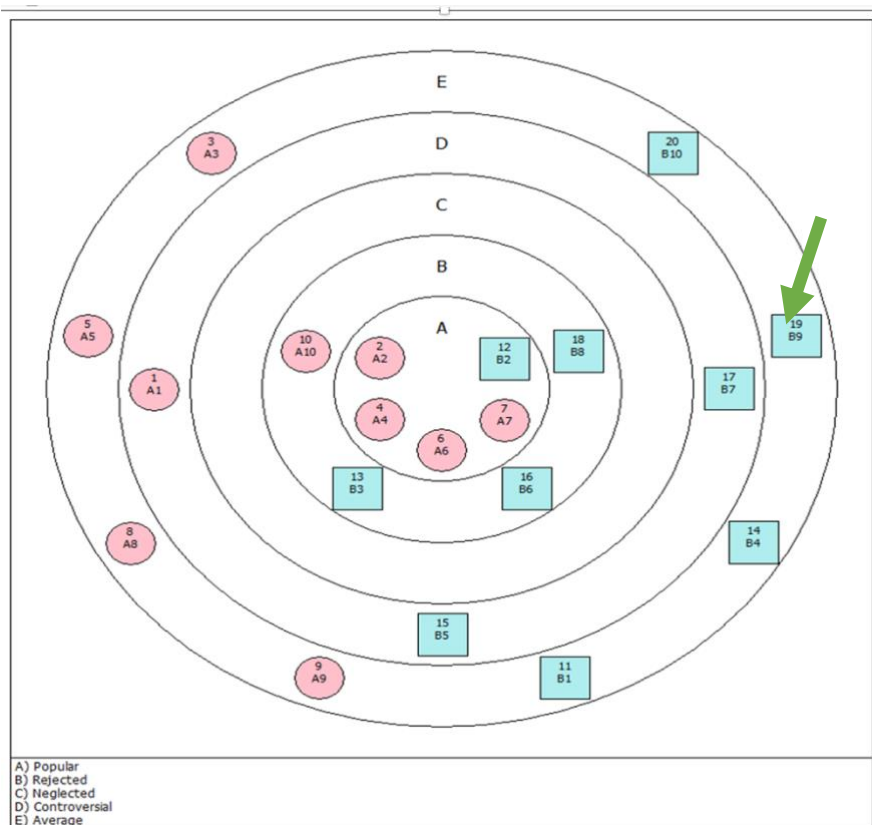 E
D
C
B
A
3
A3
20
B10
5
A5
19
B9
10
A10
2
A2
12
B2
18
B8
1
A1
17
B7
4
A4
7
A7
6
A6
13
B3
16
B6
8
A8
14
B4
15
B5
9
A9
11
B1
A) Popular
B) Rejected
C) Neglected
D) Controversial
E) Average